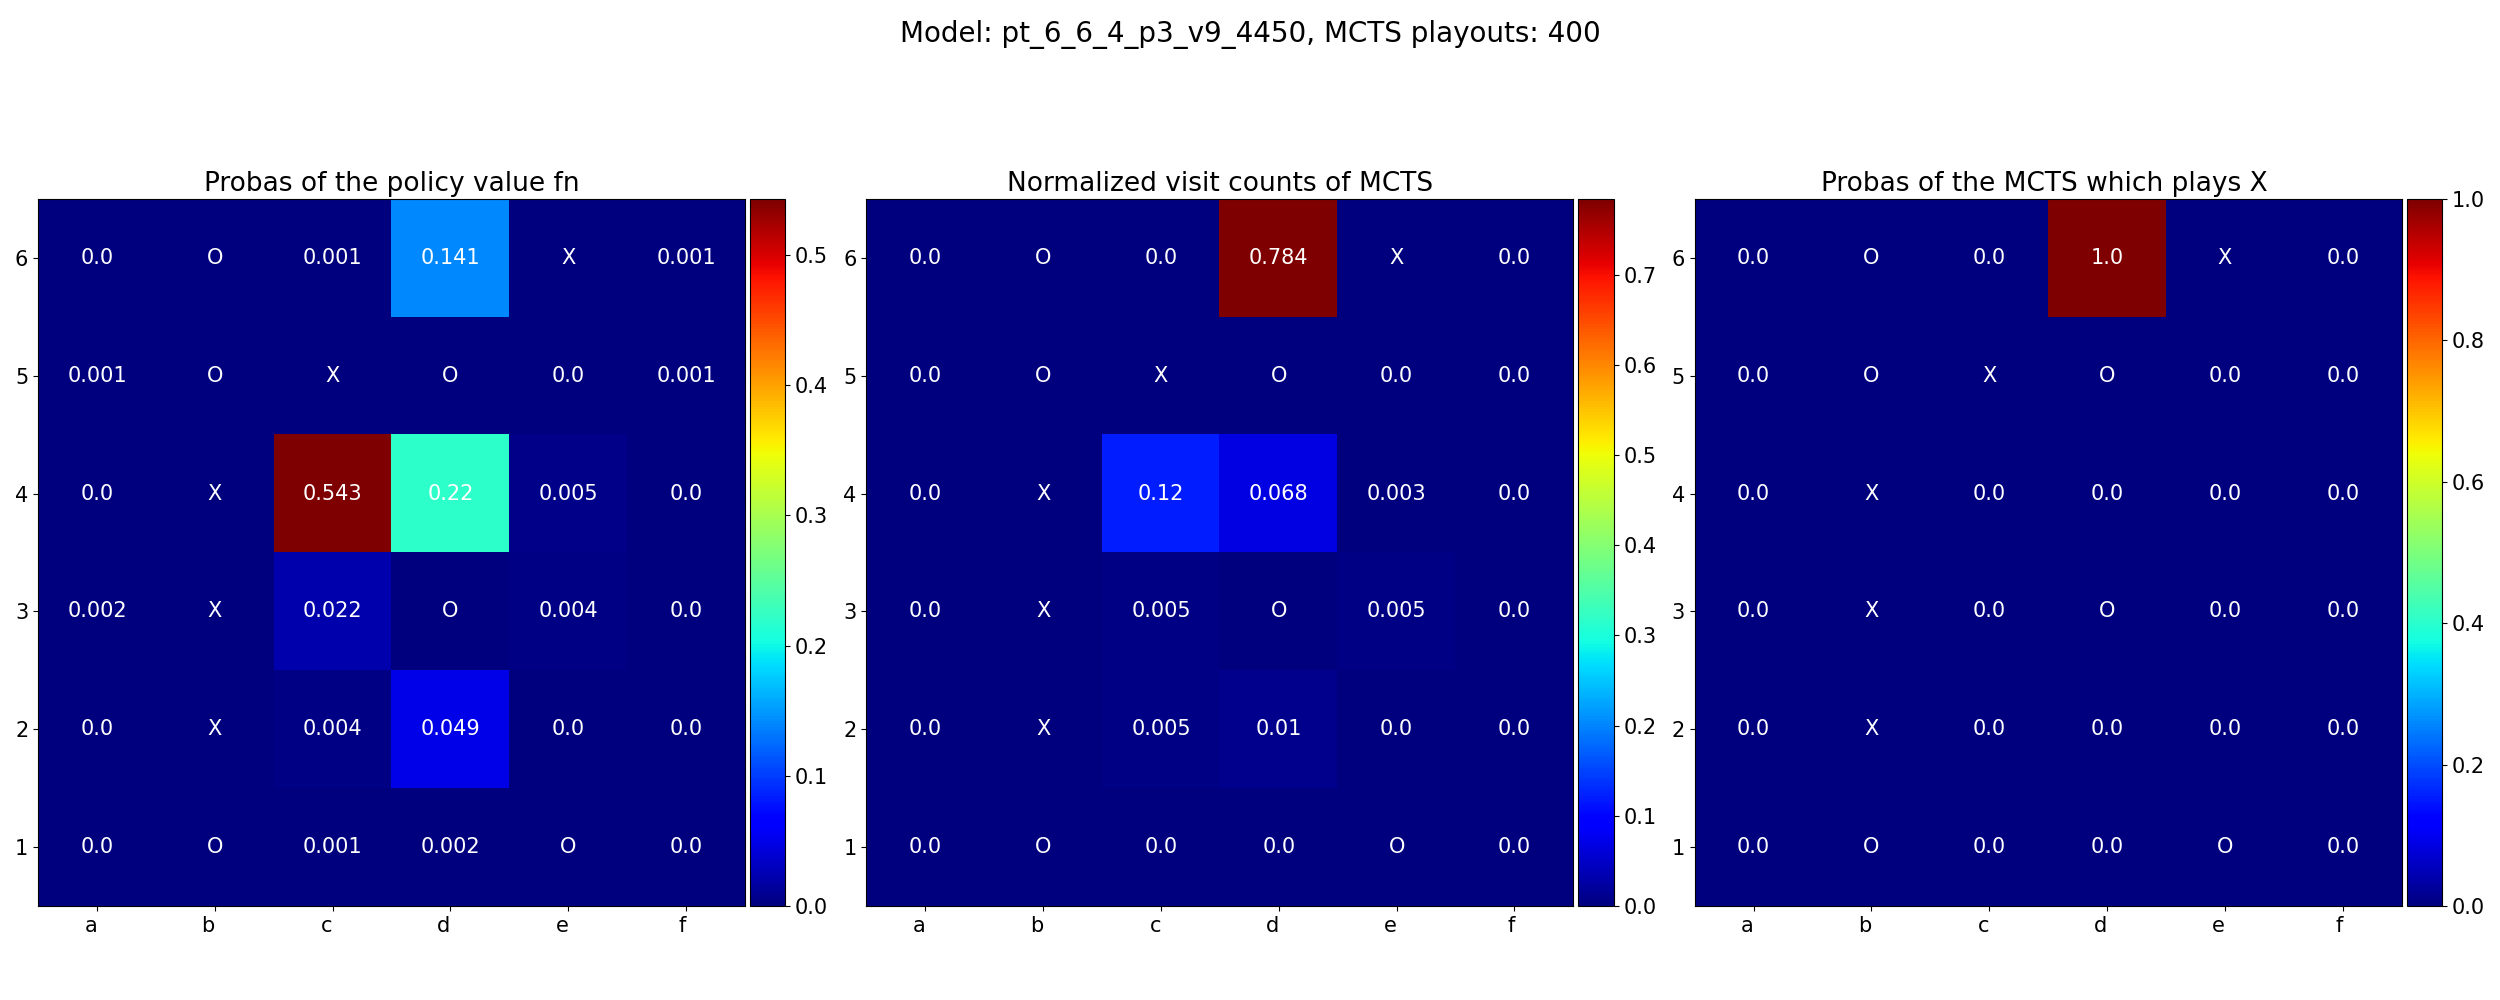 Model: pt_6_6_4_p3_v9_4450, MCTS playouts: 400
Probas of the policy value fn
6 0.0 O 0.001 0.141 X 0.001
5 0.001 O X O 0.0 0.001
4 0.0 X 0.543 0.22 0.005 0.0
3 0.002 X 0.022 O 0.004 0.0
2 0.0 X 0.004 0.049 0.0 0.0
1 0.0 O 0.001 0.002 O 0.0
a b c d e f
0.5
0.4
0.3
0.2
0.1
0.0
Normalized visit counts of MCTS
6 0.0 O 0.0 0.784 X 0.0
5 0.0 O X O 0.0 0.0
4 0.0 X 0.12 0.068 0.003 0.0
3 0.0 X 0.005 O 0.005 0.0
2 0.0 X 0.005 0.01 0.0 0.0
1 0.0 O 0.0 0.0 O 0.0
a b c d e f
0.7
0.6
0.5
0.4
0.3
0.2
0.1
0.0
Probas of the MCTS which plays X
6 0.0 O 0.0 1.0 X 0.0
5 0.0 O X O 0.0 0.0
4 0.0 X 0.0 0.0 0.0 0.0
3 0.0 X 0.0 O 0.0 0.0
2 0.0 X 0.0 0.0 0.0 0.0
1 0.0 O 0.0 0.0 O 0.0
a b c d e f
1.0
0.8
0.6
0.4
0.2
0.0